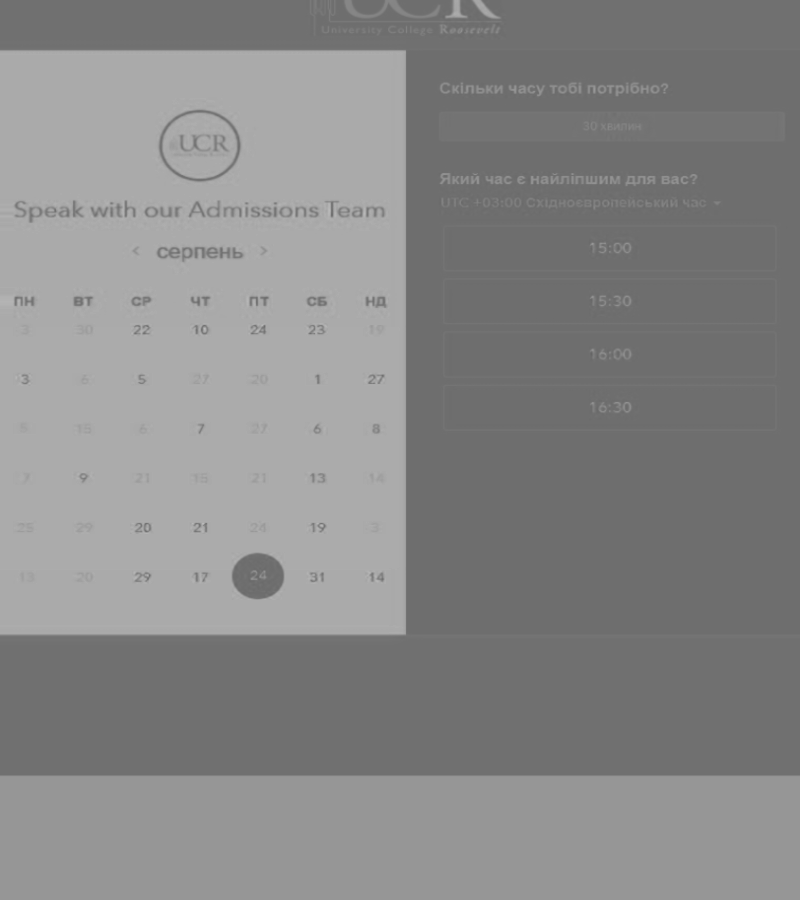 UCR
University College Roosevelt
UCR
Speak with our Admissions Team
< серпень >
ПН ВТ СР ЧТ ПТ СБ НД
3 30 22 10 24 23 19
3 6 5 27 20 1 27
15 6 7 27 6 8
7 9 21 15 21 13 14
25 29 20 21 24 19 3
13 20 29 17 24 31 14
Скільки часу тобі потрібно?
30 хвилин
Який час є найліпшим для вас?
UTC +03:00 Східноєвропейський час
15:00
15:30
16:00
16:30